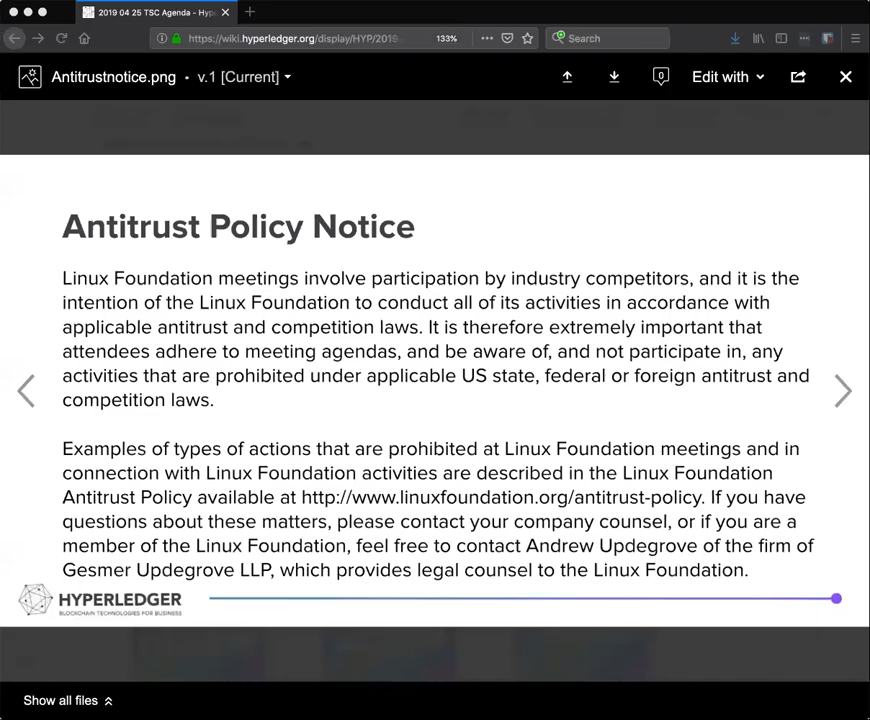 2019 04 25 TSC Agenda - Hype
https://wiki.hyperledger.org/display/HYP/2019-
133%
Search
Antitrustnotice.png • v.1 [Current]
0
Edit with
Antitrust Policy Notice
Linux Foundation meetings involve participation by industry competitors, and it is the
intention of the Linux Foundation to conduct all of its activities in accordance with
applicable antitrust and competition laws. It is therefore extremely important that
attendees adhere to meeting agendas, and be aware of, and not participate in, any
activities that are prohibited under applicable US state, federal or foreign antitrust and
competition laws.
Examples of types of actions that are prohibited at Linux Foundation meetings and in
connection with Linux Foundation activities are described in the Linux Foundation
Antitrust Policy available at http://www.linuxfoundation.org/antitrust-policy. If you have
questions about these matters, please contact your company counsel, or if you are a
member of the Linux Foundation, feel free to contact Andrew Updegrove of the firm of
Gesmer Updegrove LLP, which provides legal counsel to the Linux Foundation.
HYPERLEDGER
BLOCKCHAIN TECHNOLOGIES FOR BUSINESS
Show all files